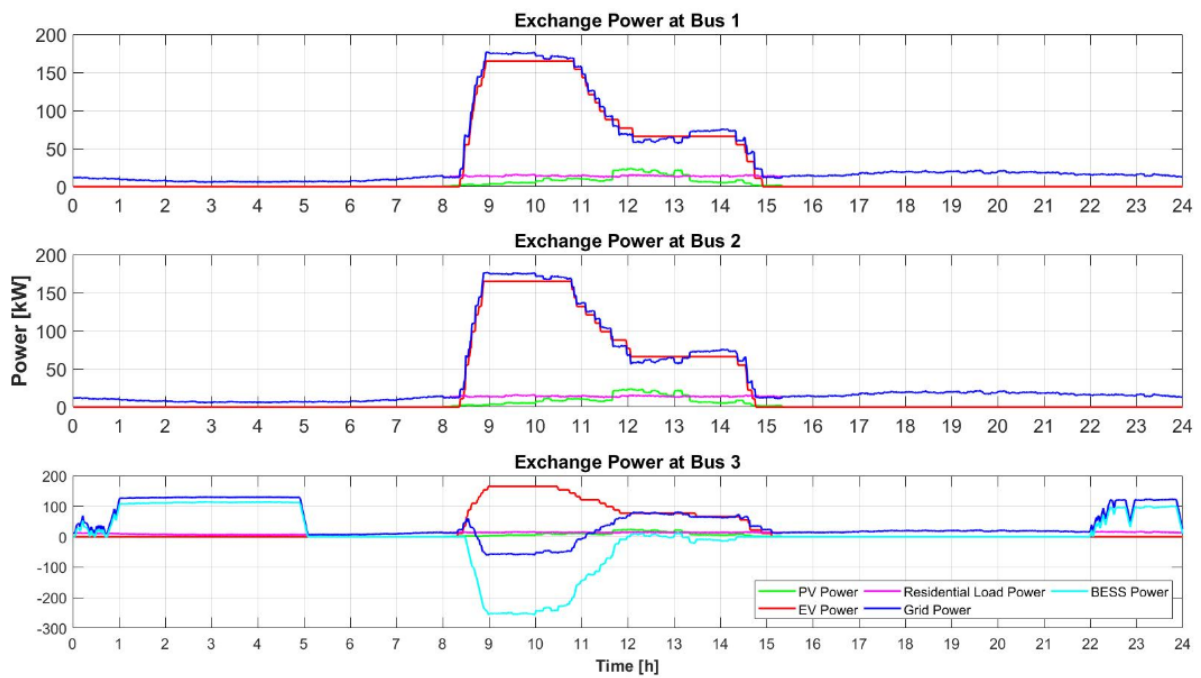 Exchange Power at Bus 1
200
150
100
50
0
0 1 2 3 4 5 6 7 8 9 10 11 12 13 14 15 16 17 18 19 20 21 22 23 24
Exchange Power at Bus 2
200
150
100
50
0
0 1 2 3 4 5 6 7 8 9 10 11 12 13 14 15 16 17 18 19 20 21 22 23 24
Power [kW]
Exchange Power at Bus 3
200
100
0
-100
-200
-300
PV Power Residential Load Power BESS Power
EV Power Grid Power
0 1 2 3 4 5 6 7 8 9 10 11 12 13 14 15 16 17 18 19 20 21 22 23 24
Time [h]